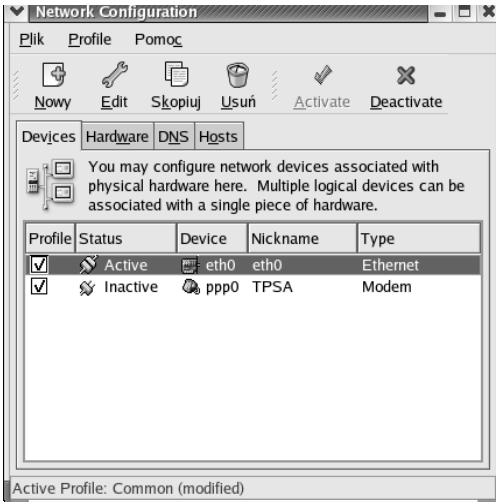 Network Configuration
Plik Profile Pomoc
Nowy Edit Skopiuj Usuń Activate Deactivate
Devices Hardware DNS Hosts
You may configure network devices associated with
physical hardware here. Multiple logical devices can be
associated with a single piece of hardware.
Profile Status Device Nickname Type
Active eth0 eth0 Ethernet
Inactive ppp0 TPSA Modem
Active Profile: Common (modified)